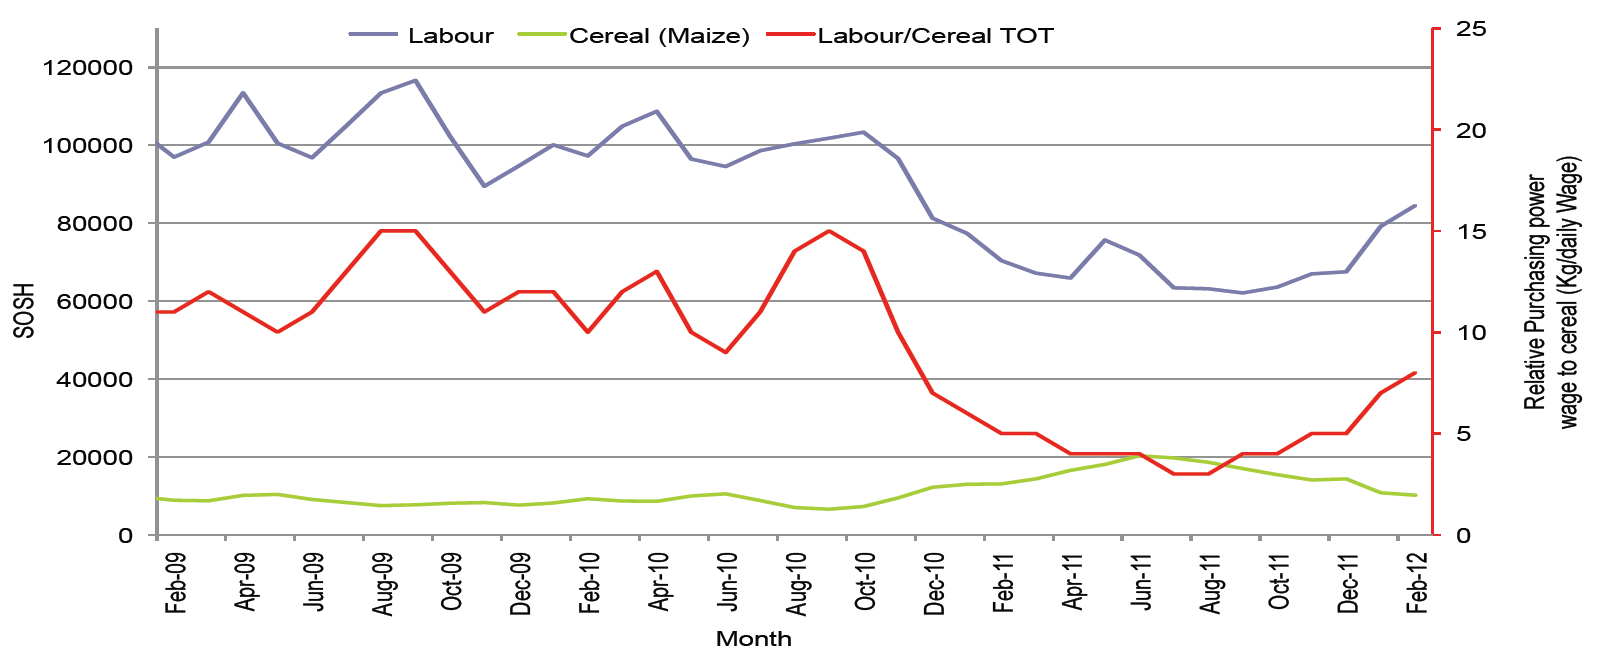 Labour Cereal (Maize) Labour/Cereal TOT
120000
100000
80000
60000
40000
20000
0
SOSH
25
20
15
10
5
0
Relative Purchasing power
wage to cereal (Kg/daily Wage)
Feb-09 Apr-09 Jun-09 Aug-09 Oct-09 Dec-09 Feb-10 Apr-10 Jun-10 Aug-10 Oct-10 Dec-10 Feb-11 Apr-11 Jun-11 Aug-11 Oct-11 Dec-11 Feb-12
Month